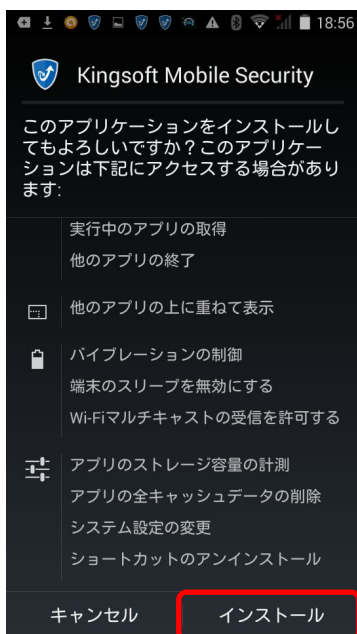 18:56
Kingsoft Mobile Security
このアプリケーションをインストールし
てもよろしいですか？このアプリケー
ションは下記にアクセスする場合があり
ます:
実行中のアプリの取得
他のアプリの終了
他のアプリの上に重ねて表示
バイブレーションの制御
端末のスリープを無効にする
Wi-Fiマルチキャストの受信を許可する
アプリのストレージ容量の計測
アプリの全キャッシュデータの削除
システム設定の変更
ショートカットのアンインストール
キャンセル インストール